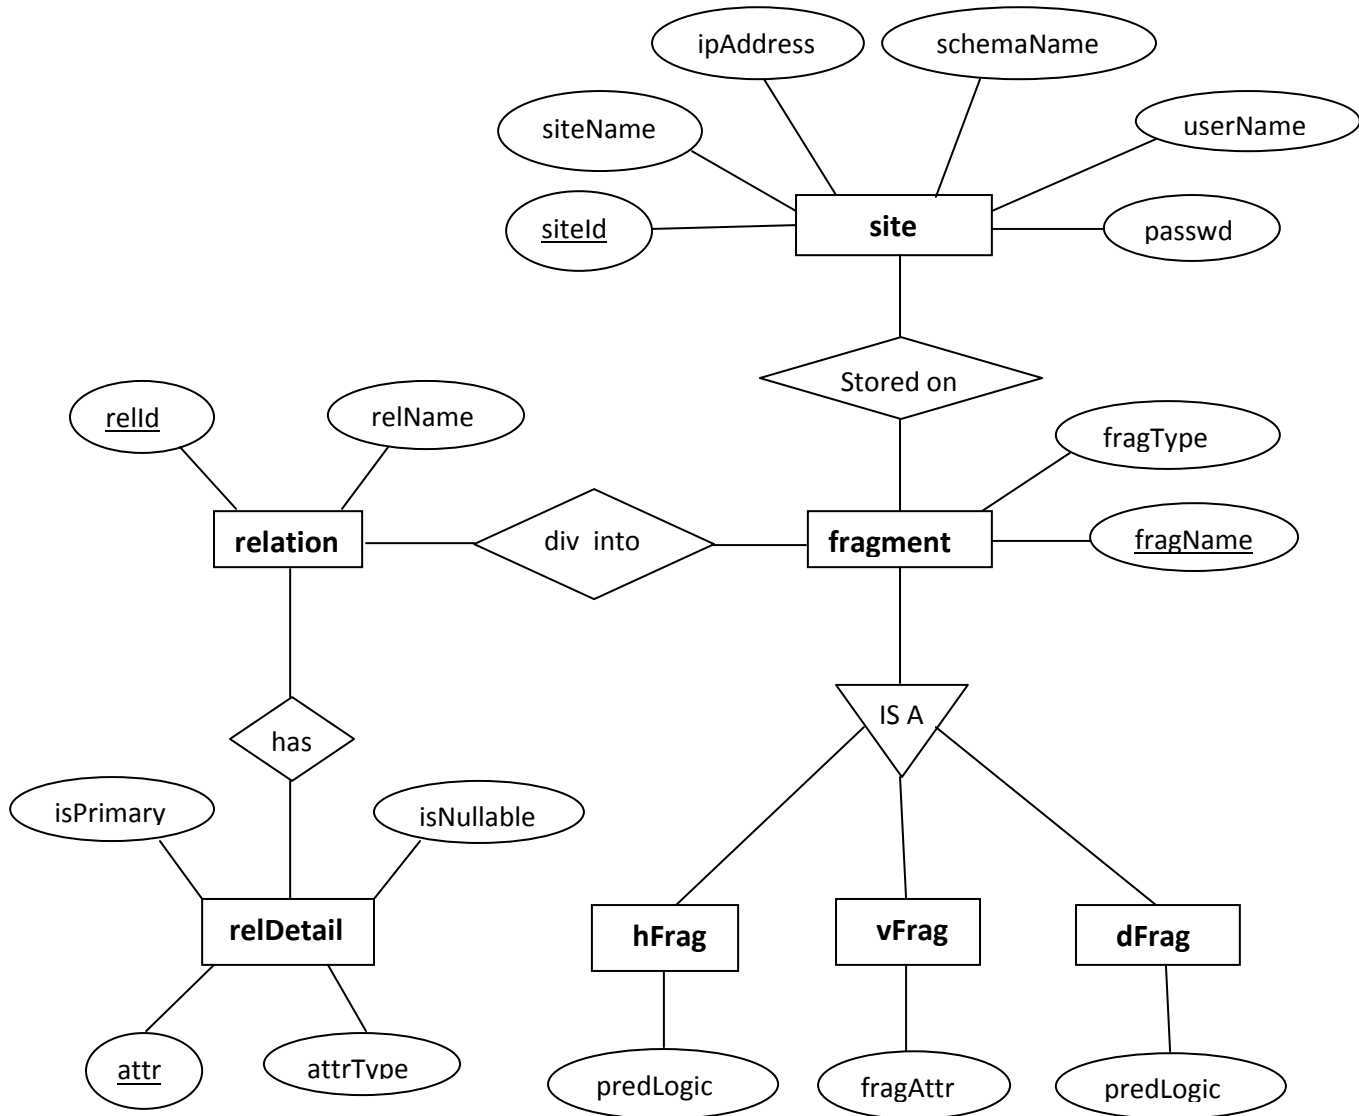 ipAddress
schemaName
siteName
userName
siteId
site
passwd
Stored on
relId
relName
fragType
relation
div into
fragment
fragName
IS A
has
isPrimary
isNullable
relDetail
hFrag
vFrag
dFrag
attr
attrType
predLogic
fragAttr
predLogic